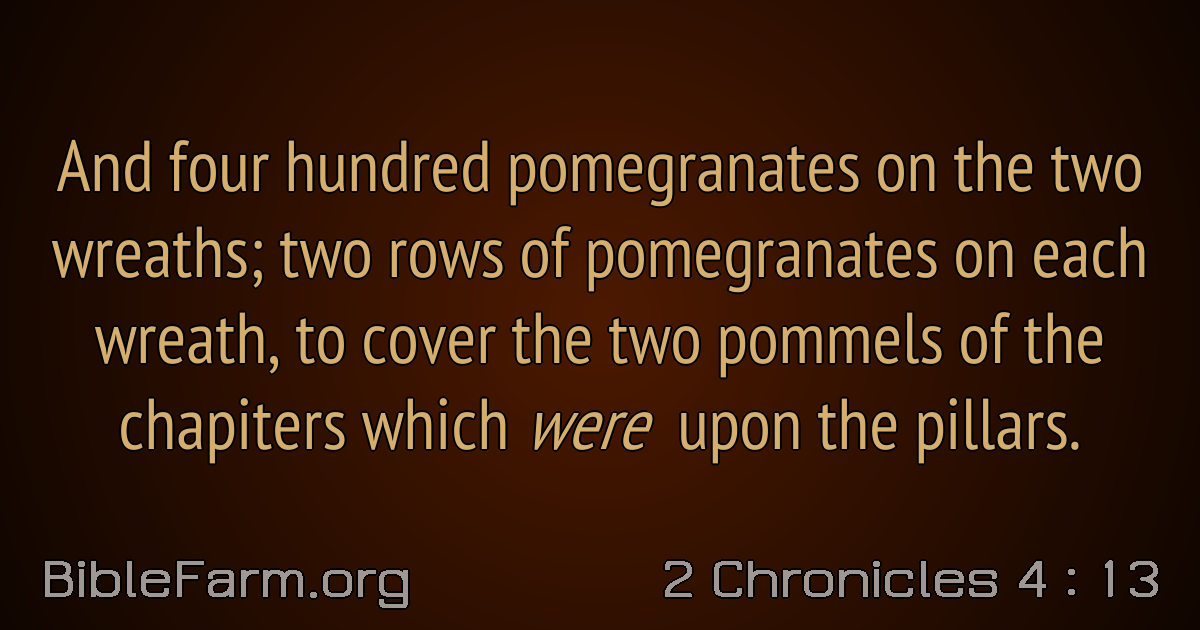 And four hundred pomegranates on the two
wreaths; two rows of pomegranates on each
wreath, to cover the two pommels of the
chapiters which were upon the pillars.
BibleFarm.org
2 Chronicles 4 : 13